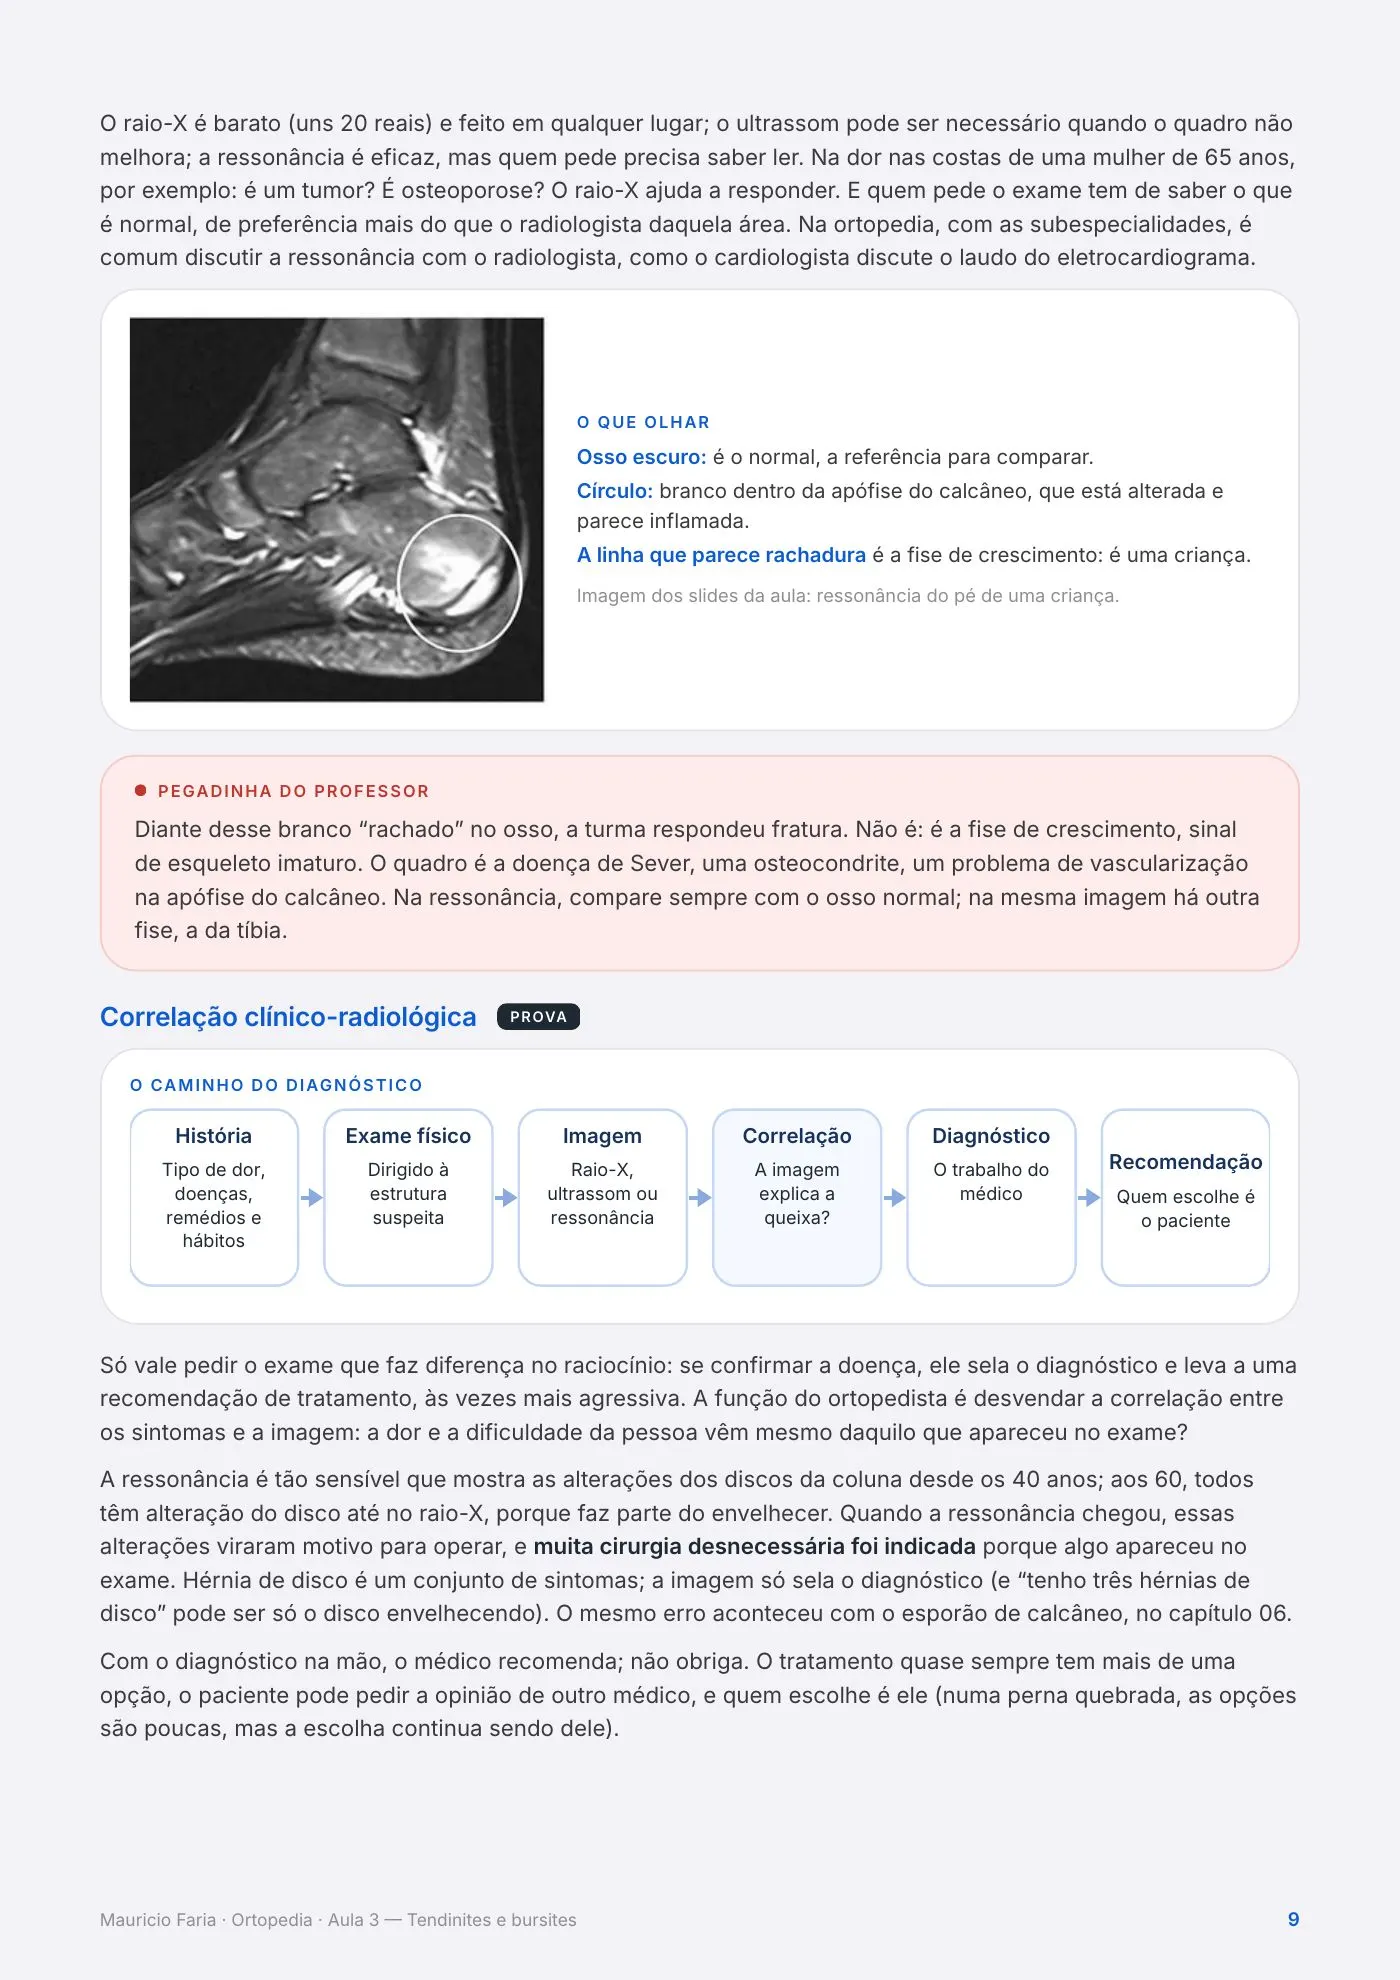 O raio-X é barato (uns 20 reais) e feito em qualquer lugar; o ultrassom pode ser necessário quando o quadro não
melhora; a ressonância é eficaz, mas quem pede precisa saber ler. Na dor nas costas de uma mulher de 65 anos,
por exemplo: é um tumor? É osteoporose? O raio-X ajuda a responder. E quem pede o exame tem de saber o que
é normal, de preferência mais do que o radiologista daquela área. Na ortopedia, com as subespecialidades, é
comum discutir a ressonância com o radiologista, como o cardiologista discute o laudo do eletrocardiograma.
O QUE OLHAR
Osso escuro: é o normal, a referência para comparar.
Círculo: branco dentro da apófise do calcâneo, que está alterada e
parece inflamada.
A linha que parece rachadura é a fise de crescimento: é uma criança.
Imagem dos slides da aula: ressonância do pé de uma criança.
PEGADINHA DO PROFESSOR
Diante desse branco “rachado” no osso, a turma respondeu fratura. Não é: é a fise de crescimento, sinal
de esqueleto imaturo. O quadro é a doença de Sever, uma osteocondrite, um problema de vascularização
na apófise do calcâneo. Na ressonância, compare sempre com o osso normal; na mesma imagem há outra
fise, a da tíbia.
Correlação clínico-radiológica PROVA
O CAMINHO DO DIAGNÓSTICO
História
Tipo de dor,
doenças,
remédios e
hábitos
Exame físico
Dirigido à
estrutura
suspeita
Imagem
Raio-X,
ultrassom ou
ressonância
Correlação
A imagem
explica a
queixa?
Diagnóstico
O trabalho do
médico
Recomendação
Quem escolhe é
o paciente
Só vale pedir o exame que faz diferença no raciocínio: se confirmar a doença, ele sela o diagnóstico e leva a uma
recomendação de tratamento, às vezes mais agressiva. A função do ortopedista é desvendar a correlação entre
os sintomas e a imagem: a dor e a dificuldade da pessoa vêm mesmo daquilo que apareceu no exame?
A ressonância é tão sensível que mostra as alterações dos discos da coluna desde os 40 anos; aos 60, todos
têm alteração do disco até no raio-X, porque faz parte do envelhecer. Quando a ressonância chegou, essas
alterações viraram motivo para operar, e muita cirurgia desnecessária foi indicada porque algo apareceu no
exame. Hérnia de disco é um conjunto de sintomas; a imagem só sela o diagnóstico (e “tenho três hérnias de
disco” pode ser só o disco envelhecendo). O mesmo erro aconteceu com o esporão de calcâneo, no capítulo 06.
Com o diagnóstico na mão, o médico recomenda; não obriga. O tratamento quase sempre tem mais de uma
opção, o paciente pode pedir a opinião de outro médico, e quem escolhe é ele (numa perna quebrada, as opções
são poucas, mas a escolha continua sendo dele).
Mauricio Faria · Ortopedia · Aula 3 — Tendinites e bursites
9